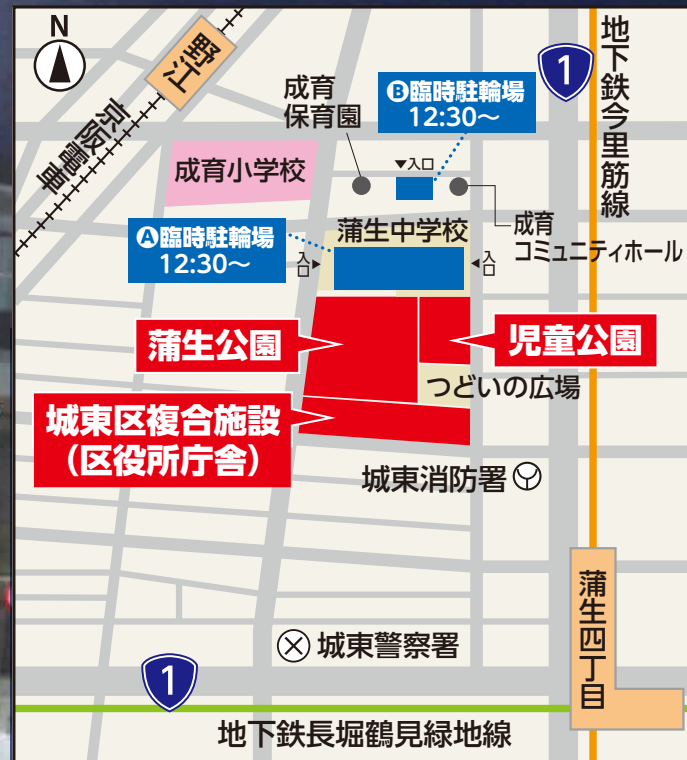 N
野江
京阪電車
成育
保育園
Ⓑ臨時駐輪場
12:30〜
1
地下鉄今里筋線
成育小学校
▼入口
成育
コミュニティホール
Ⓐ臨時駐輪場
12:30〜
蒲生中学校
入口▶
◀入口
蒲生公園
児童公園
つどいの広場
城東区複合施設
（区役所庁舎）
城東消防署
蒲生四丁目
城東警察署
1
地下鉄長堀鶴見緑地線